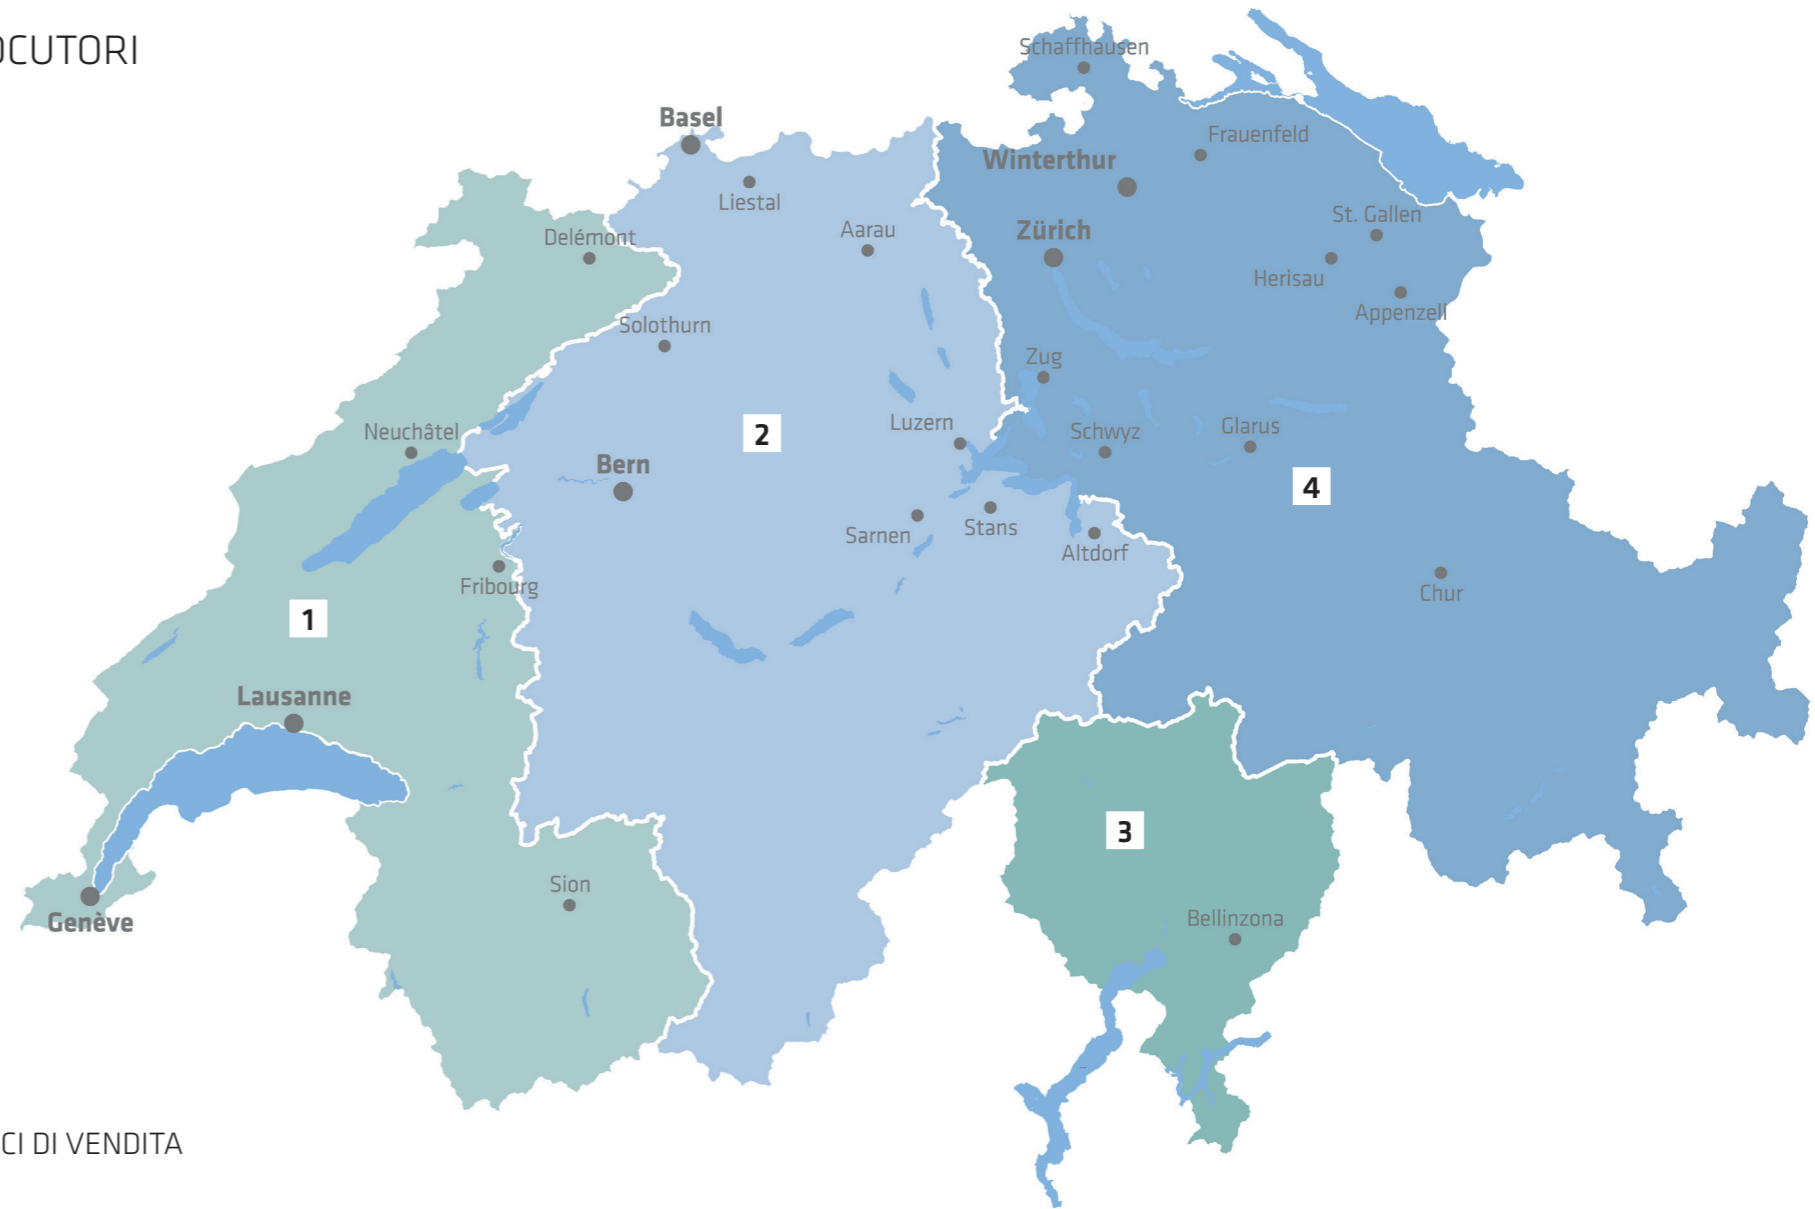 OCUTORI
Schaffhausen
Basel
Frauenfeld
Winterthur
Liestal
St. Gallen
Aarau
Zürich
Delémont
Herisau
Appenzell
Solothurn
Zug
Luzern
Glarus
Neuchâtel
Schwyz
2
Bern
4
Stans
Sarnen
Altdorf
Fribourg
Chur
1
Lausanne
3
Sion
Bellinzona
Genève
CI DI VENDITA